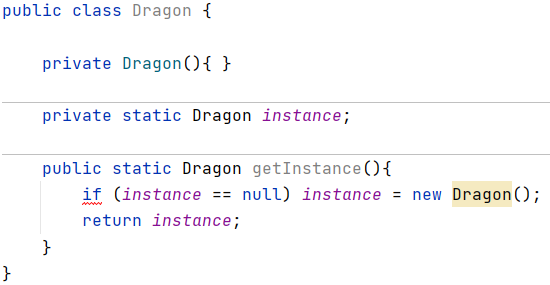 public class Dragon {
private Dragon(){ }
private static Dragon instance;
public static Dragon getInstance(){
if (instance == null) instance = new Dragon();
return instance;
}
}